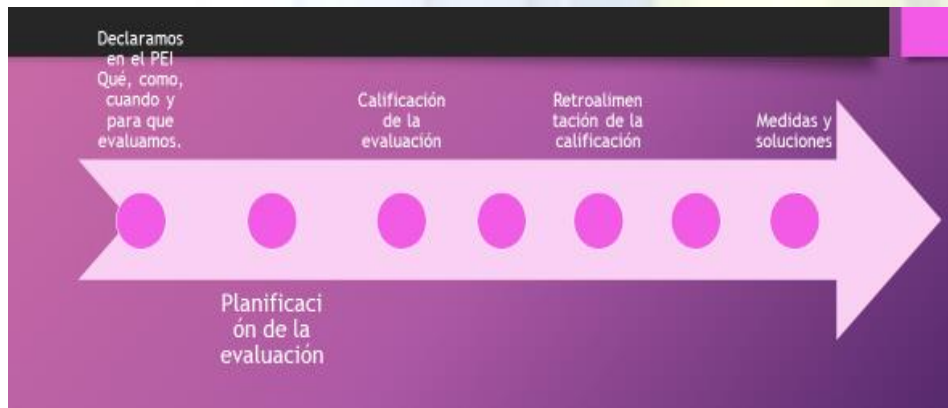 Declaramos
en el PEI
Qué, como,
cuando y
para que
evaluamos.
Planificaci
ón de la
evaluación
Calificación
de la
evaluación
Retroalimen
tación de la
calificación
Medidas y
soluciones